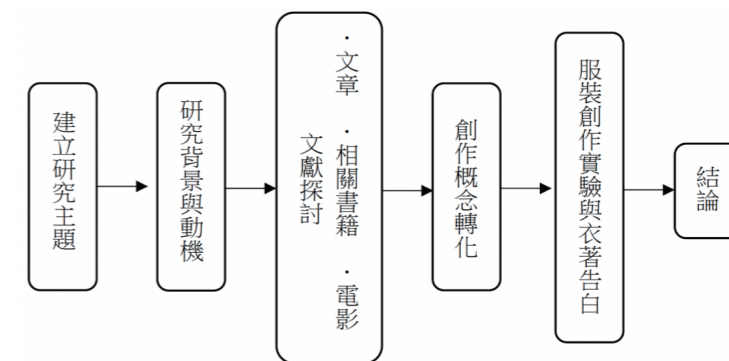 建立研究主題
研究背景與動機
．文章　．相關書籍　．電影
文獻探討
創作概念轉化
服裝創作實驗與衣著告白
結論